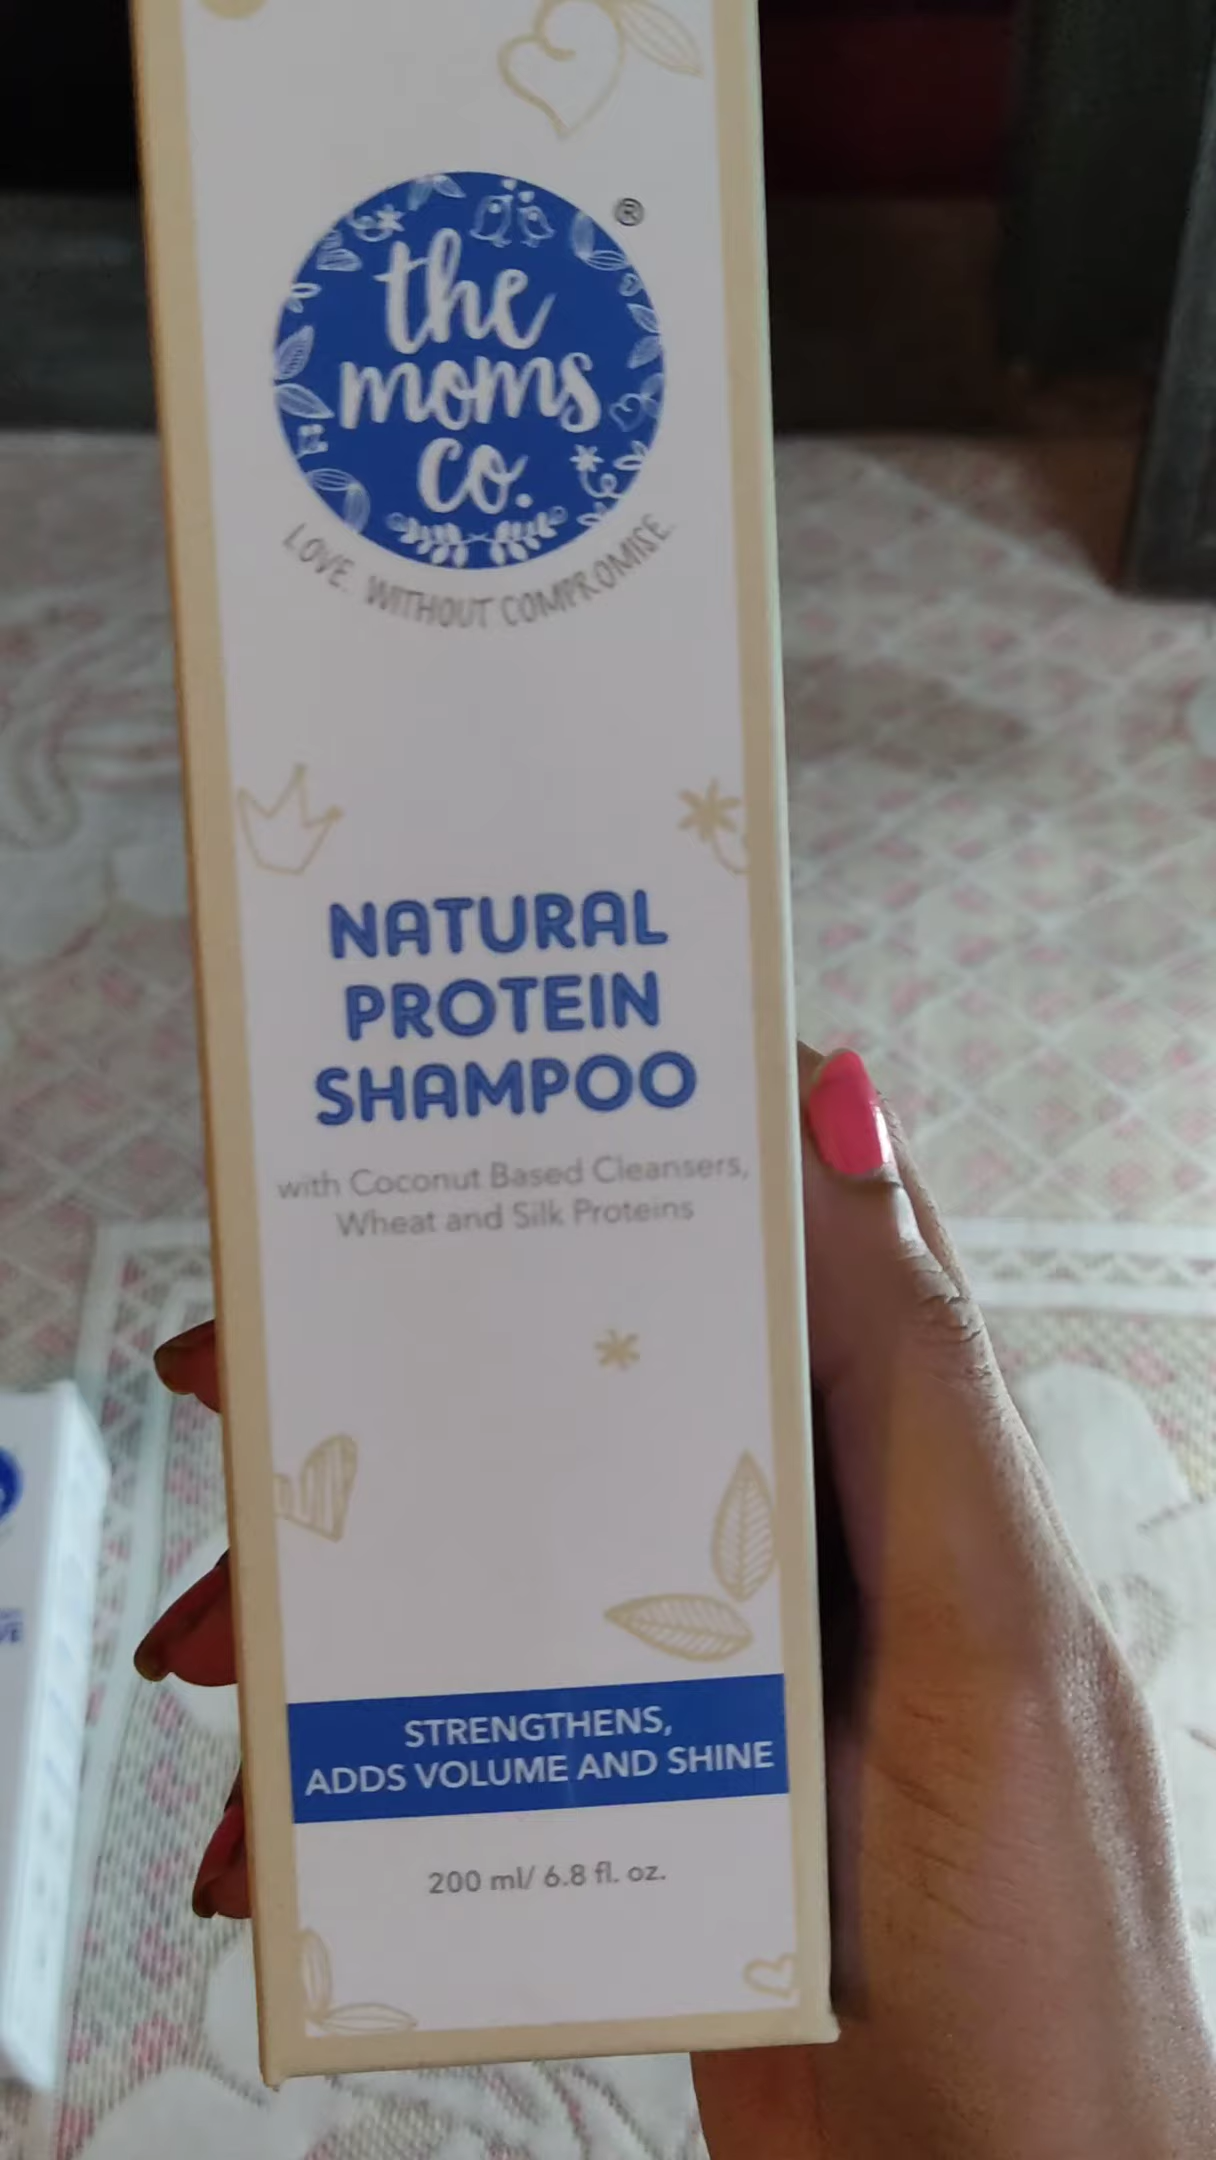 the
moms
co.
®
LOVE. WITHOUT COMPROMISE.
NATURAL
PROTEIN
SHAMPOO
with Coconut Based Cleansers,
Wheat and Silk Proteins
STRENGTHENS,
ADDS VOLUME AND SHINE
200 ml/ 6.8 fl. oz.